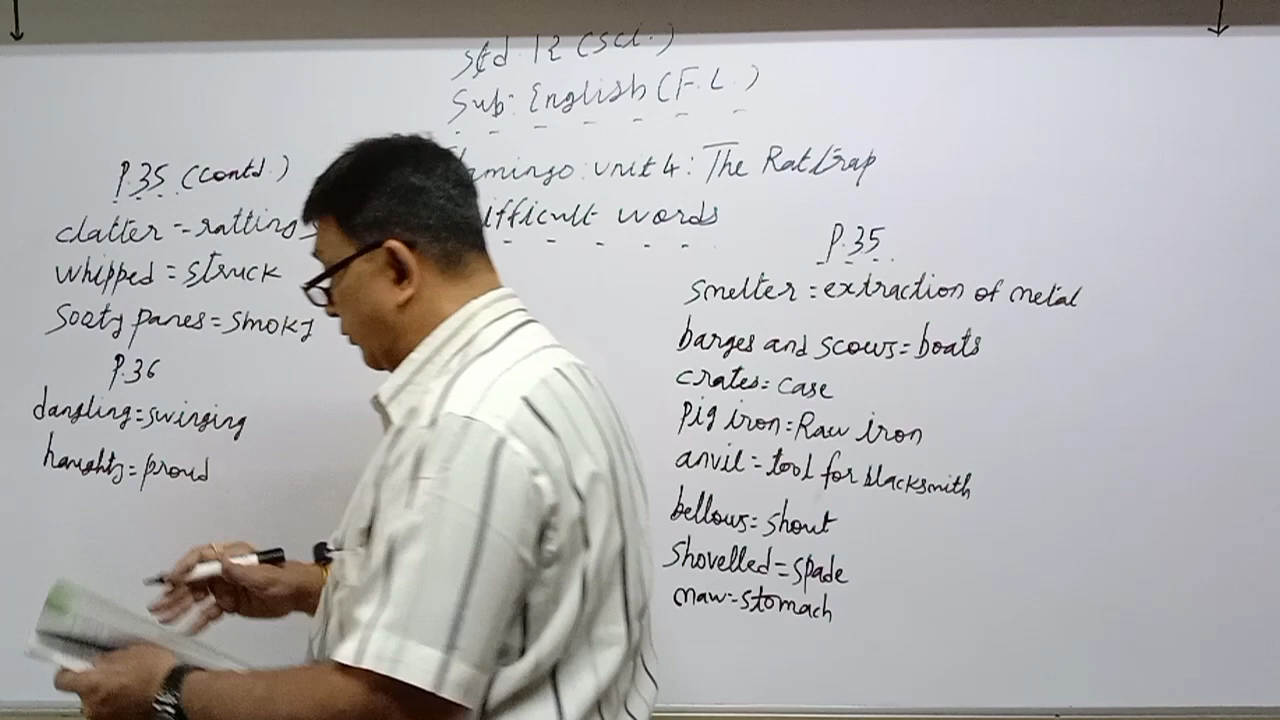 Std. 12 (Sci.)
Sub: English (F.L.)
Flamingo: unit 4: The Rattrap
Difficult words
P.35
smelter = extraction of metal
barges and scows = boats
crates = case
Pig iron = Raw iron
anvil = tool for blacksmith
bellows = shout
Shovelled = spade
maw - stomach
P.35 (contd.)
clatter - ratting
whipped = struck
Sooty panes = smoky
P.36
dangling = swinging
haughty = proud